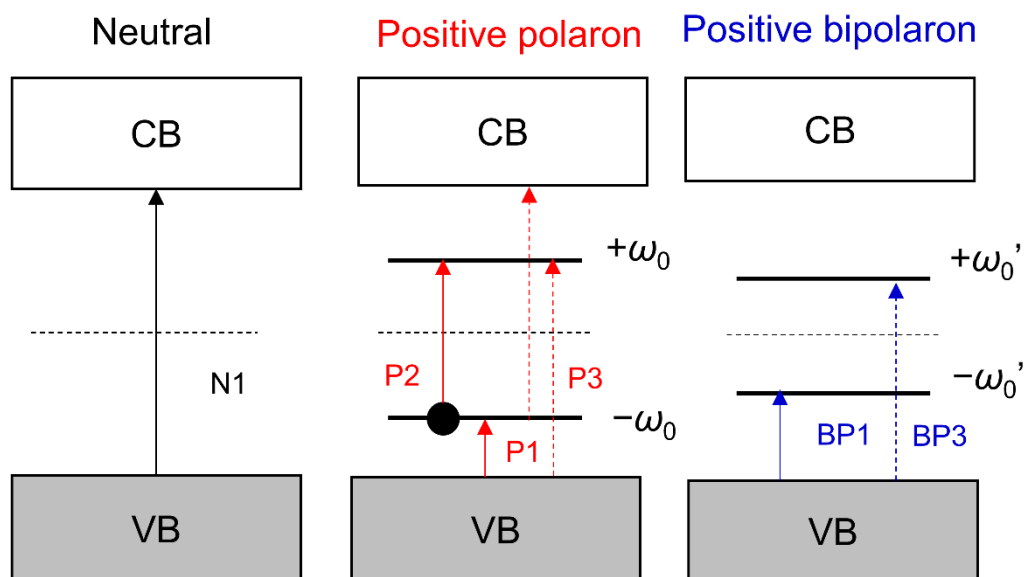 Neutral
Positive polaron
Positive bipolaron
CB
CB
CB
+ω₀
+ω₀’
N1
P2
P3
−ω₀
−ω₀’
P1
BP1
BP3
VB
VB
VB